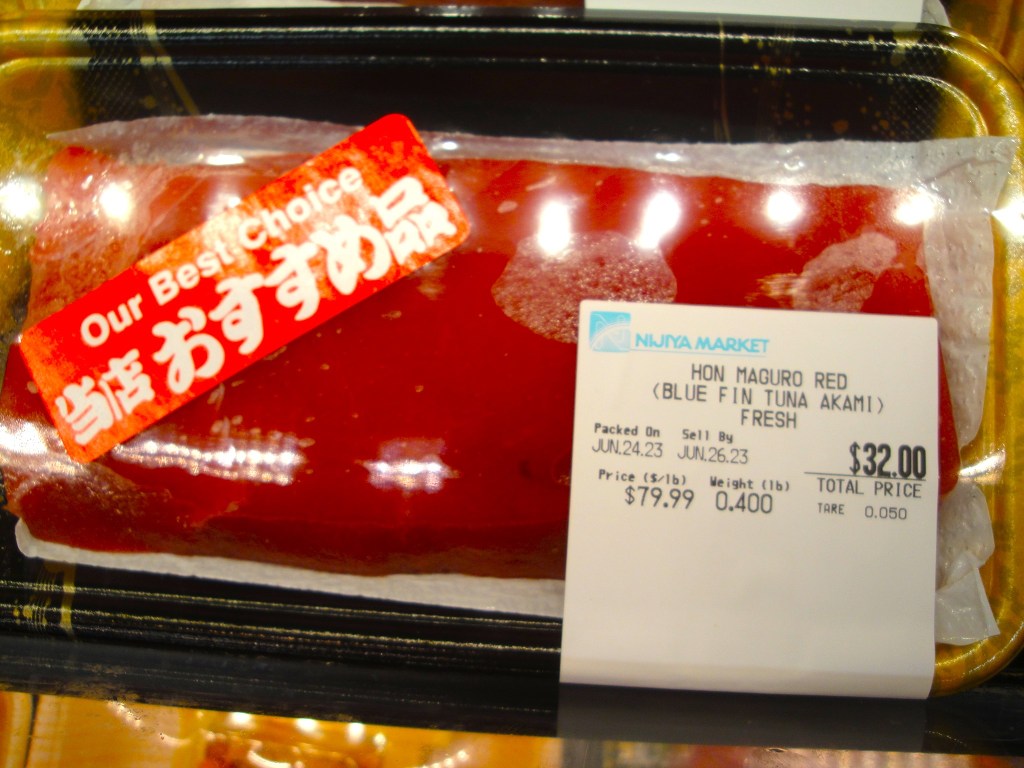 Our Best Choice
当店おすすめ品
NIJIYA MARKET
HON MAGURO RED
(BLUE FIN TUNA AKAMI)
FRESH
Packed On Sell By
JUN.24.23 JUN.26.23
$32.00
TOTAL PRICE
Price ($/lb) Weight (lb)
$79.99 0.400
TARE 0.050